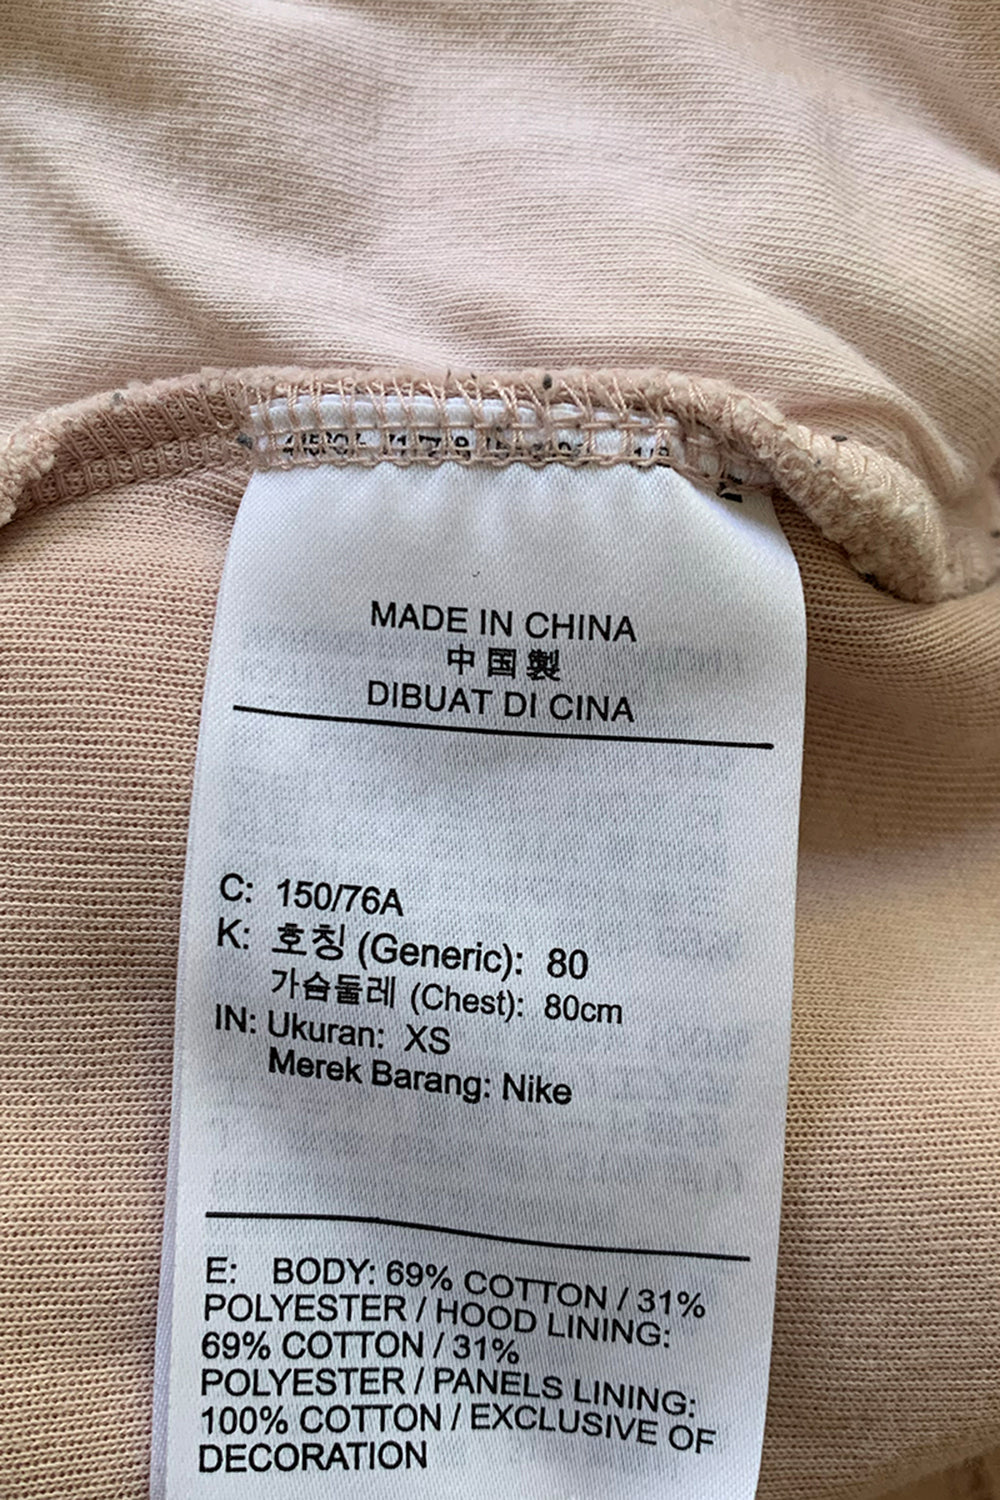 MADE IN CHINA
中国製
DIBUAT DI CINA
C: 150/76A
K: 호칭 (Generic): 80
가슴둘레 (Chest): 80cm
IN: Ukuran: XS
Merek Barang: Nike
E: BODY: 69% COTTON / 31%
POLYESTER / HOOD LINING:
69% COTTON / 31%
POLYESTER / PANELS LINING:
100% COTTON / EXCLUSIVE OF
DECORATION